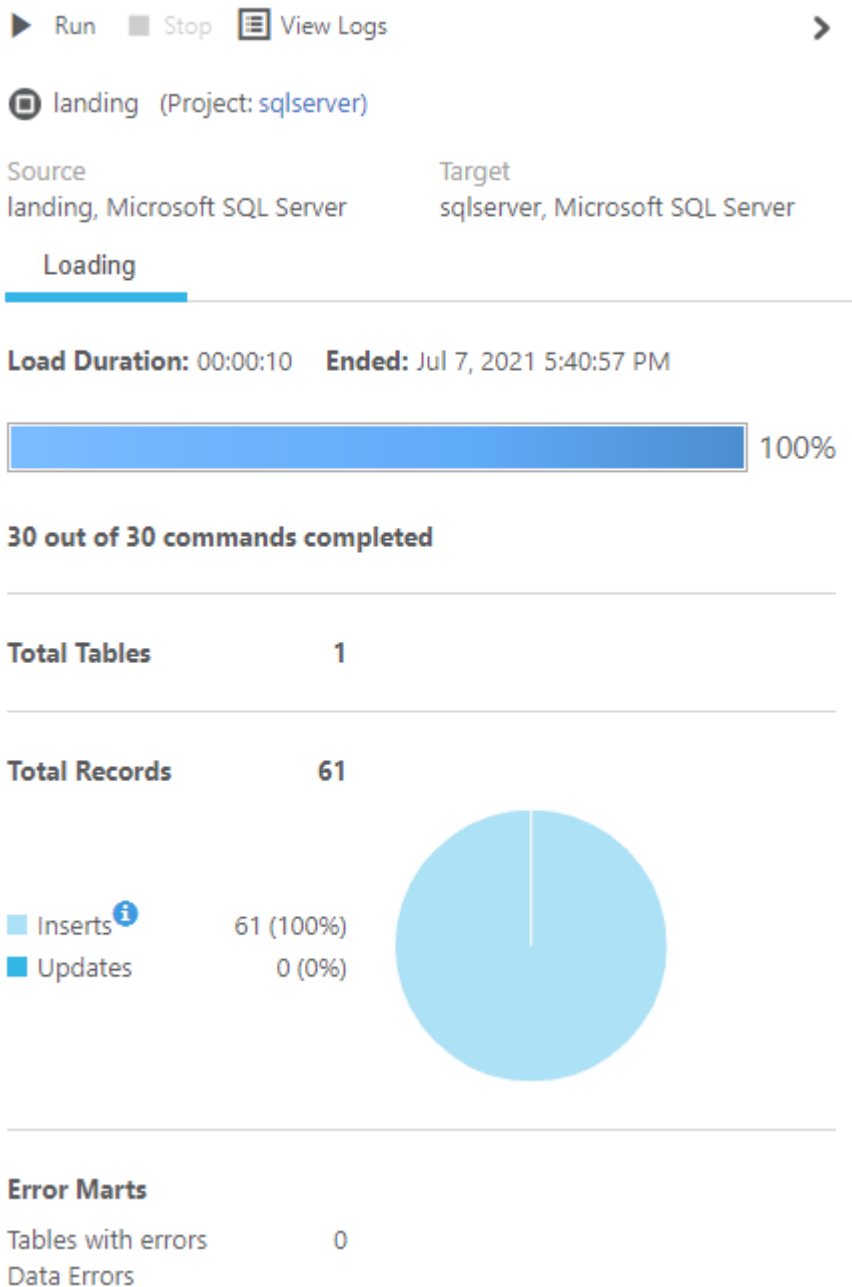 Run Stop View Logs
landing (Project: sqlserver)
Source Target
landing, Microsoft SQL Server sqlserver, Microsoft SQL Server
Loading
Load Duration: 00:00:10 Ended: Jul 7, 2021 5:40:57 PM
100%
30 out of 30 commands completed
Total Tables 1
Total Records 61
Inserts 61 (100%)
Updates 0 (0%)
Error Marts
Tables with errors 0
Data Errors